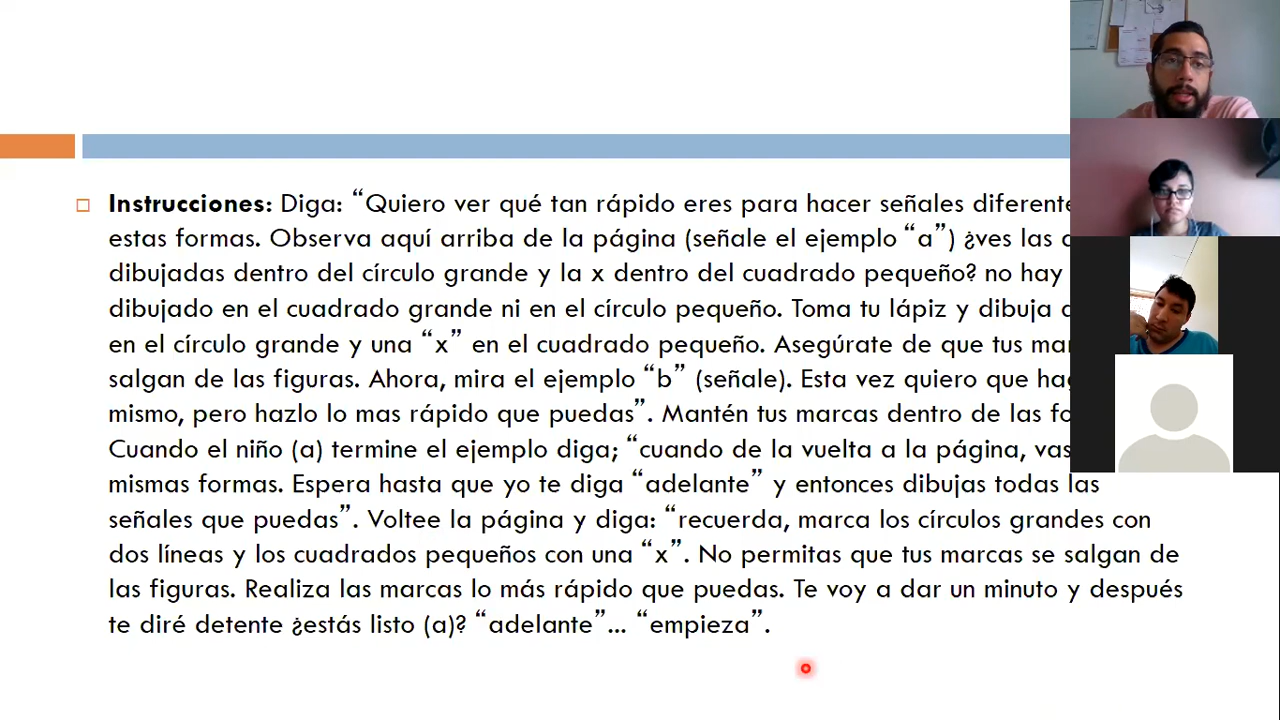 Instrucciones: Diga: “Quiero ver qué tan rápido eres para hacer señales
estas formas. Observa aquí arriba de la página (señale el ejemplo “a”) ¿ves las
dibujadas dentro del círculo grande y la x dentro del cuadrado pequeño? no hay
dibujado en el cuadrado grande ni en el círculo pequeño. Toma tu lápiz y dibuja
en el círculo grande y una “x” en el cuadrado pequeño. Asegúrate de que tus
salgan de las figuras. Ahora, mira el ejemplo “b” (señale). Esta vez quiero que
mismo, pero hazlo lo mas rápido que puedas”. Mantén tus marcas dentro de las
Cuando el niño (a) termine el ejemplo diga; “cuando de la vuelta a la página, vas
mismas formas. Espera hasta que yo te diga “adelante” y entonces dibujas todas las
señales que puedas”. Voltee la página y diga: “recuerda, marca los círculos grandes con
dos líneas y los cuadrados pequeños con una “x”. No permitas que tus marcas se salgan de
las figuras. Realiza las marcas lo más rápido que puedas. Te voy a dar un minuto y después
te diré detente ¿estás listo (a)? “adelante”... “empieza”.